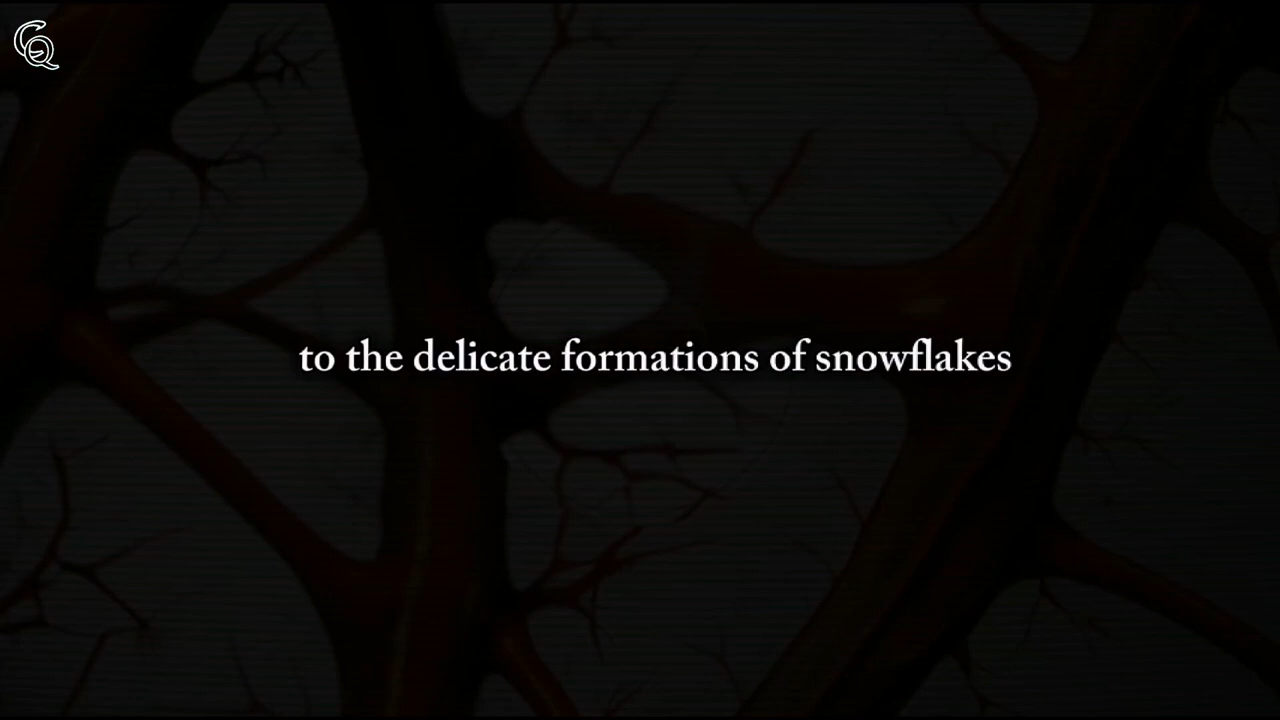 to the delicate formations of snowflakes